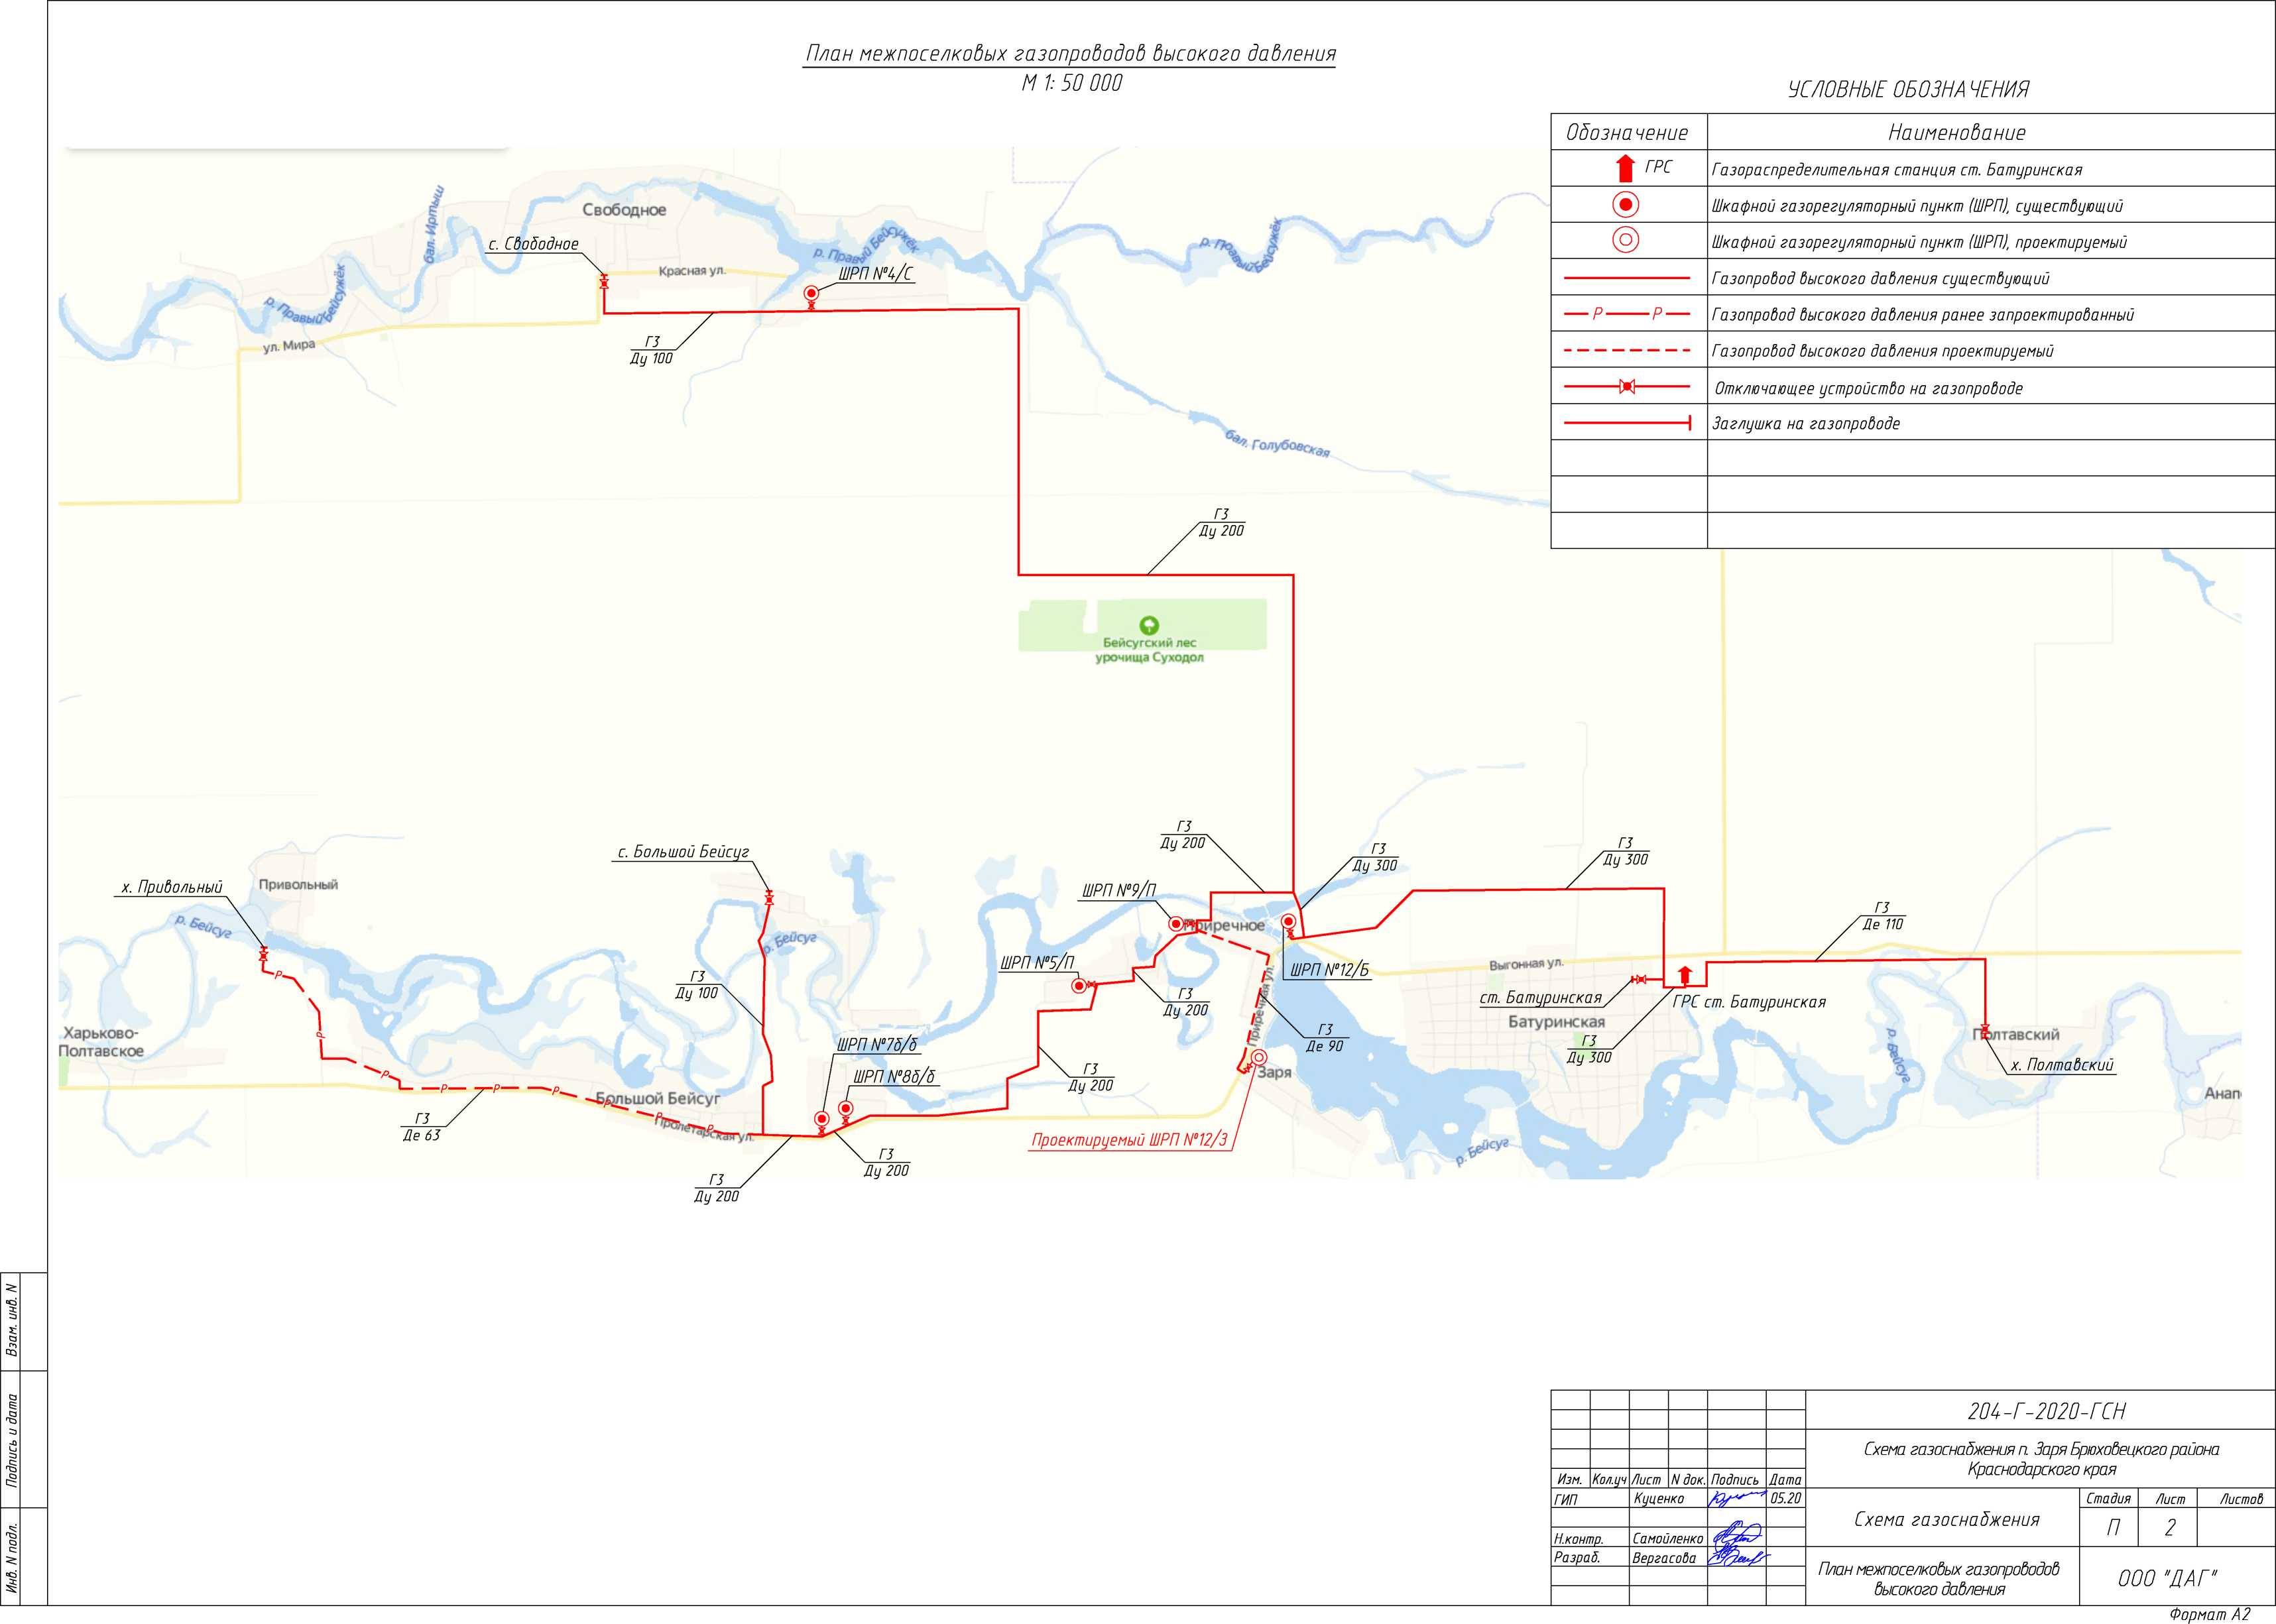 План межпоселковых газопроводов высокого давления
М 1: 50 000
УСЛОВНЫЕ ОБОЗНАЧЕНИЯ
Обозначение
Наименование
ГРС
Газораспределительная станция ст. Батуринская
Шкафной газорегуляторный пункт (ШРП), существующий
Шкафной газорегуляторный пункт (ШРП), проектируемый
Газопровод высокого давления существующий
Р Р
Газопровод высокого давления ранее запроектированный
Газопровод высокого давления проектируемый
Отключающее устройство на газопроводе
Заглушка на газопроводе
Свободное
с. Свободное
бал. Иртыш
Красная ул.
р. Правый Бейсужёк
ШРП №4/С
р. Правый Бейсужёк
р. Правый Бейсужёк
ул. Мира
Г3
Ду 100
бал. Голубовская
Г3
Ду 200
Бейсугский лес
урочища Суходол
Г3
Ду 200
Г3
Ду 300
Г3
Ду 300
с. Большой Бейсуг
х. Привольный
Привольный
ШРП №9/П
Приречное
р. Бейсуг
р. Бейсуг
Г3
Де 110
ШРП №5/П
ШРП №12/Б
Выгонная ул.
Г3
Ду 100
Г3
Ду 200
Приречная ул.
ст. Батуринская
ГРС ст. Батуринская
Батуринская
Р
Р
Харьково-
Полтавское
ШРП №7б/б
Г3
Де 90
Г3
Ду 300
р. Бейсуг
Полтавский
х. Полтавский
ШРП №8б/б
Г3
Ду 200
Заря
Анап
Р Р Р Р Р Р Р
Большой Бейсуг
Г3
Де 63
Пролетарская ул.
Проектируемый ШРП №12/З
р. Бейсуг
Г3
Ду 200
Г3
Ду 200
Взам. инв. N
Подпись и дата
Инв. N подл.
204-Г-2020-ГСН
Схема газоснабжения п. Заря Брюховецкого района
Краснодарского края
Изм. Кол.уч Лист N док. Подпись Дата
ГИП Куценко 05.20
Стадия Лист Листов
Схема газоснабжения
П 2
Н.контр. Самойленко
Разраб. Вергасова
План межпоселковых газопроводов
высокого давления
ООО "ДАГ"
Формат А2